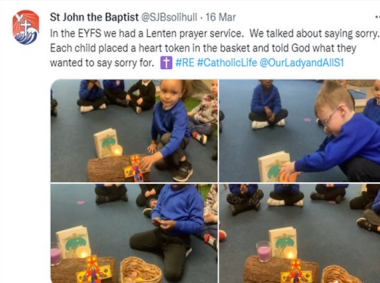 St John the Baptist @SJBsolihull · 16 Mar
In the EYFS we had a Lenten prayer service. We talked about saying sorry.
Each child placed a heart token in the basket and told God what they
wanted to say sorry for. ✝️ #RE #CatholicLife @OurLadyandAllS1